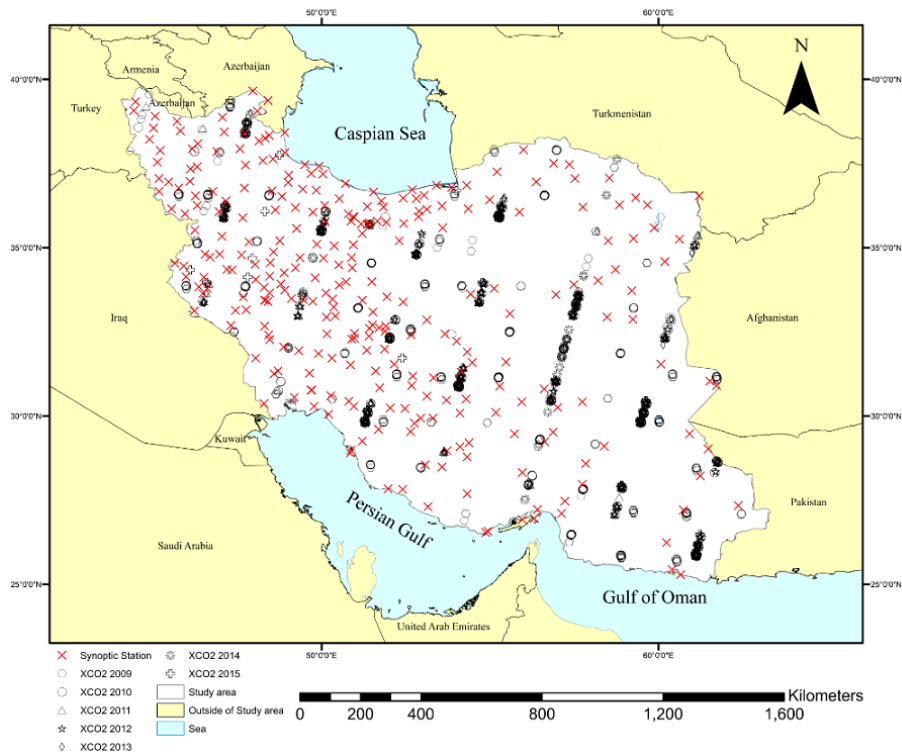 50°0'0"E
60°0'0"E
N
40°0'0"N
40°0'0"N
Armenia
Azerbaijan
Turkey
Azerbaijan
Turkmenistan
Caspian Sea
35°0'0"N
35°0'0"N
Iraq
Afghanistan
30°0'0"N
30°0'0"N
Kuwait
Persian Gulf
Pakistan
Saudi Arabia
25°0'0"N
25°0'0"N
Gulf of Oman
United Arab Emirates
50°0'0"E
60°0'0"E
Synoptic Station
XCO2 2009
XCO2 2010
XCO2 2011
XCO2 2012
XCO2 2013
XCO2 2014
XCO2 2015
Study area
Outside of Study area
Sea
Kilometers
0 200 400 800 1,200 1,600